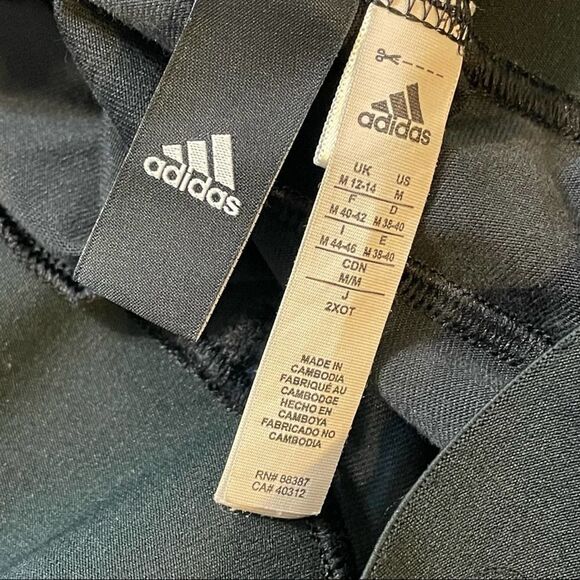 adidas
adidas
UK US
M 12-14 M
F D
M 40-42 M 38-40
I E
M 44-46 M 38-40
CDN
M/M
J
2XOT
MADE IN
CAMBODIA
FABRIQUÉ AU
CAMBODGE
HECHO EN
CAMBOYA
FABRICADO NO
CAMBODIA
RN# 88387
CA# 40312